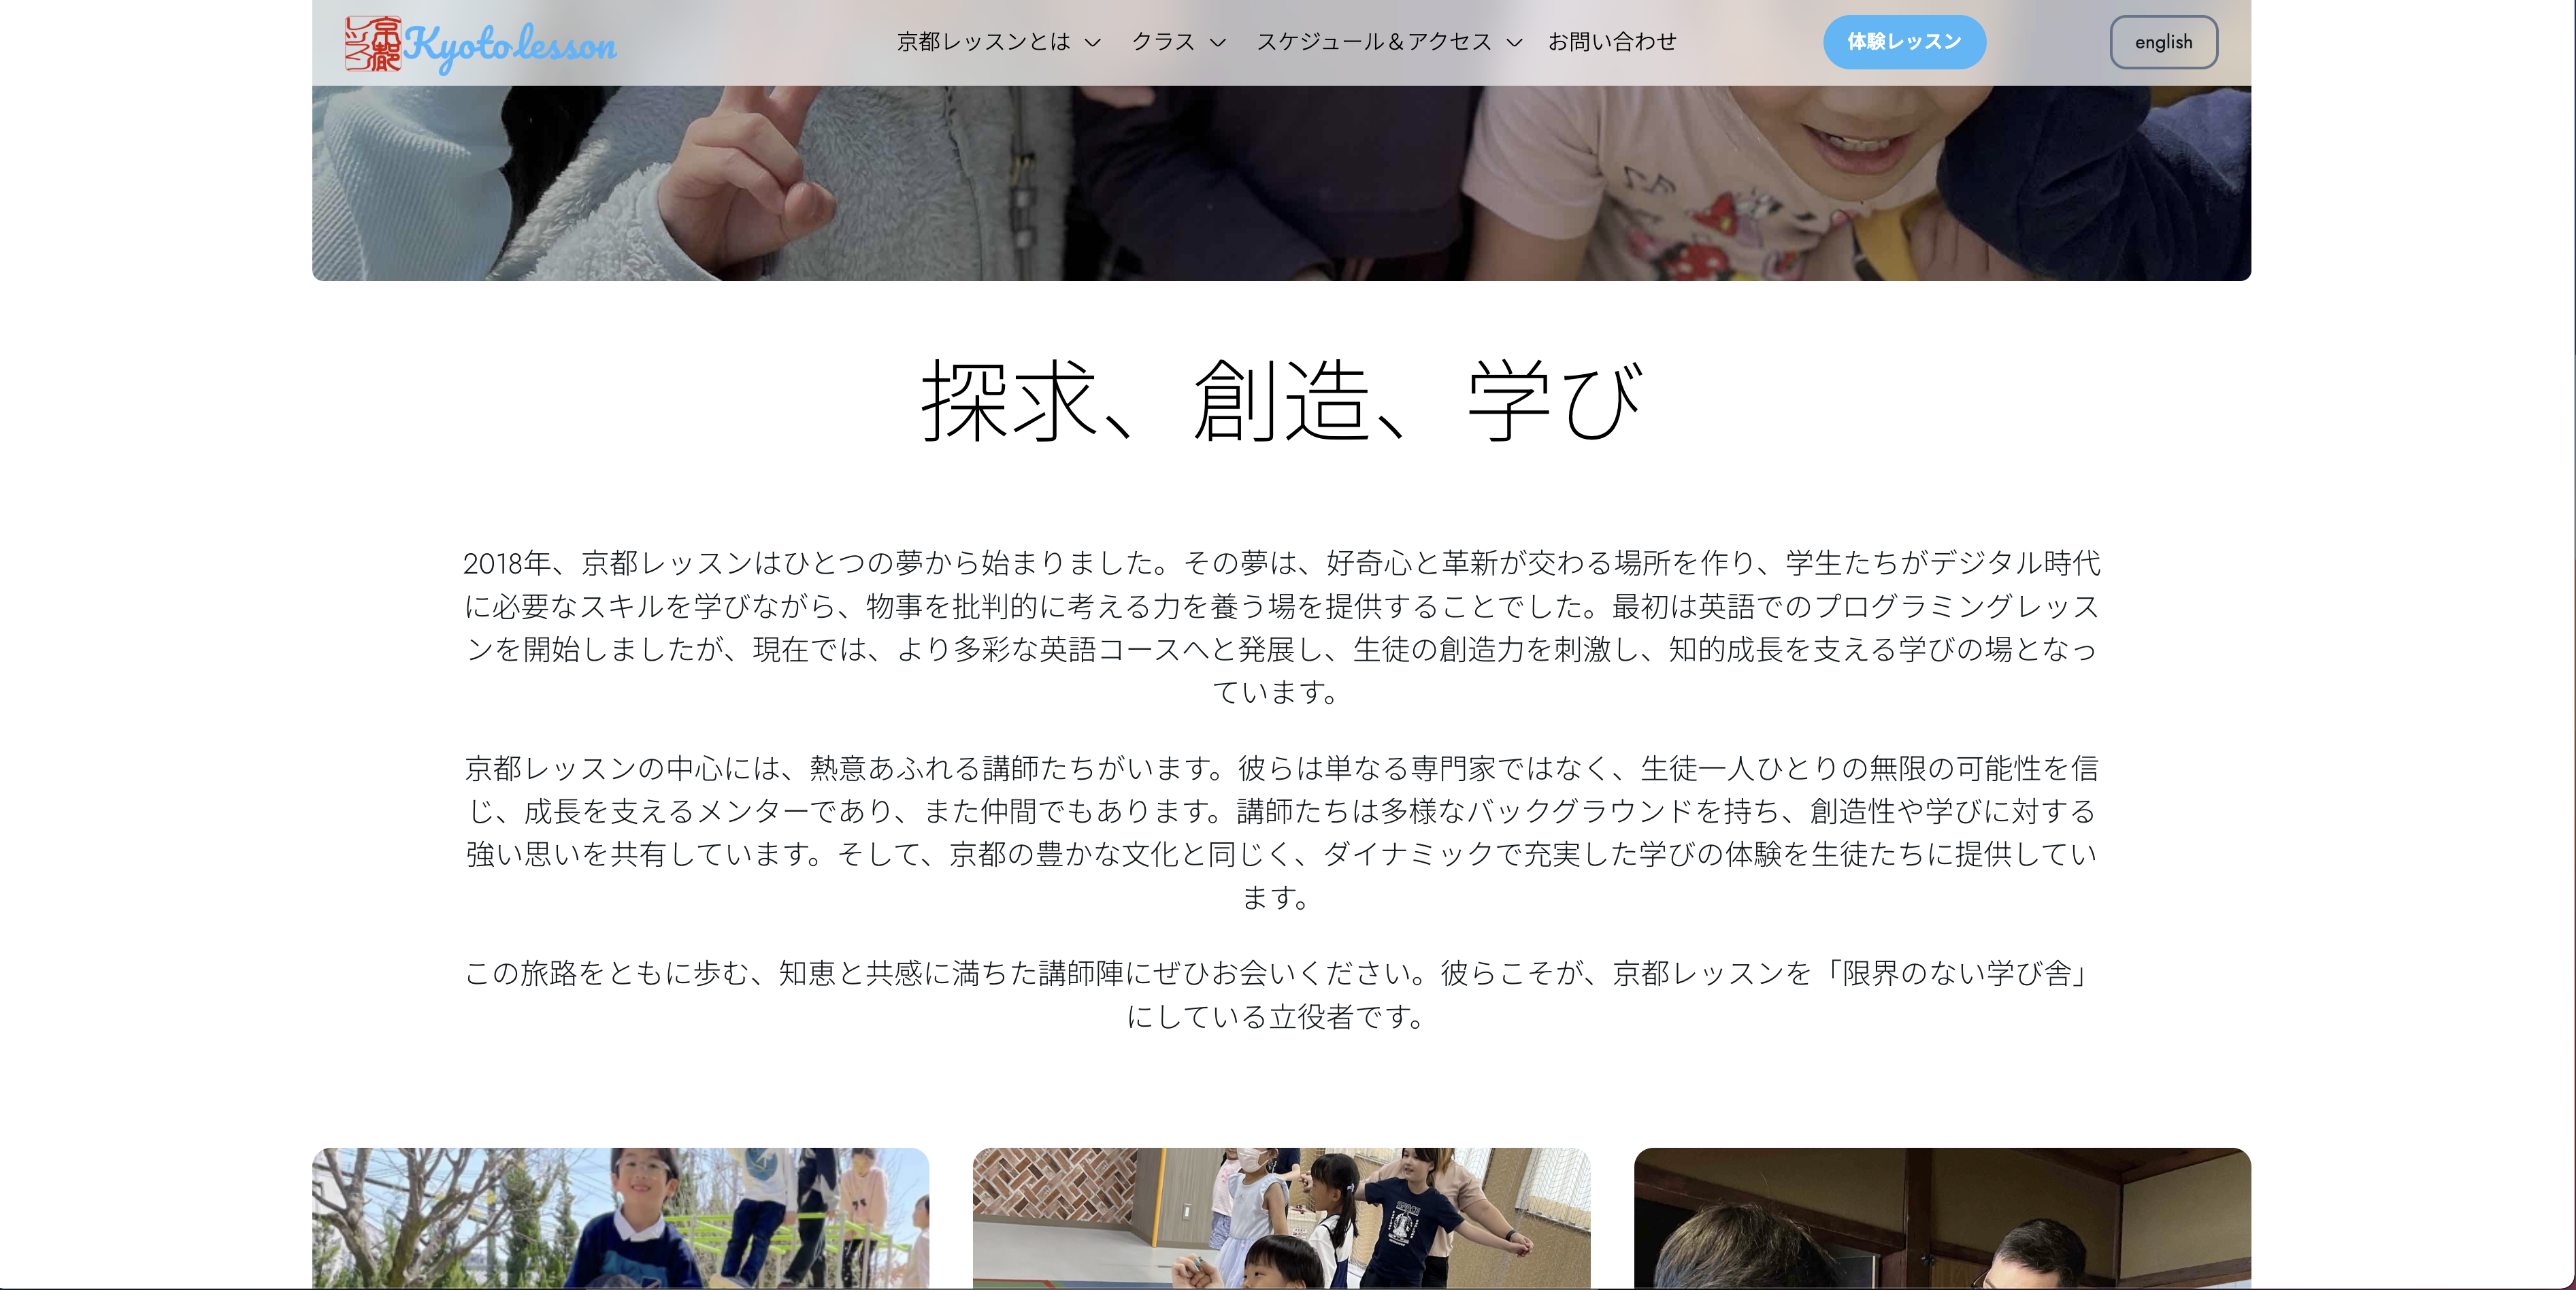 京都レッスン Kyoto lesson
京都レッスンとは
クラス
スケジュール＆アクセス
お問い合わせ
体験レッスン
english
探求、創造、学び
2018年、京都レッスンはひとつの夢から始まりました。その夢は、好奇心と革新が交わる場所を作り、学生たちがデジタル時代
に必要なスキルを学びながら、物事を批判的に考える力を養う場を提供することでした。最初は英語でのプログラミングレッス
ンを開始しましたが、現在では、より多彩な英語コースへと発展し、生徒の創造力を刺激し、知的成長を支える学びの場となっ
ています。
京都レッスンの中心には、熱意あふれる講師たちがいます。彼らは単なる専門家ではなく、生徒一人ひとりの無限の可能性を信
じ、成長を支えるメンターであり、また仲間でもあります。講師たちは多様なバックグラウンドを持ち、創造性や学びに対する
強い思いを共有しています。そして、京都の豊かな文化と同じく、ダイナミックで充実した学びの体験を生徒たちに提供してい
ます。
この旅路をともに歩む、知恵と共感に満ちた講師陣にぜひお会いください。彼らこそが、京都レッスンを「限界のない学び舎」
にしている立役者です。